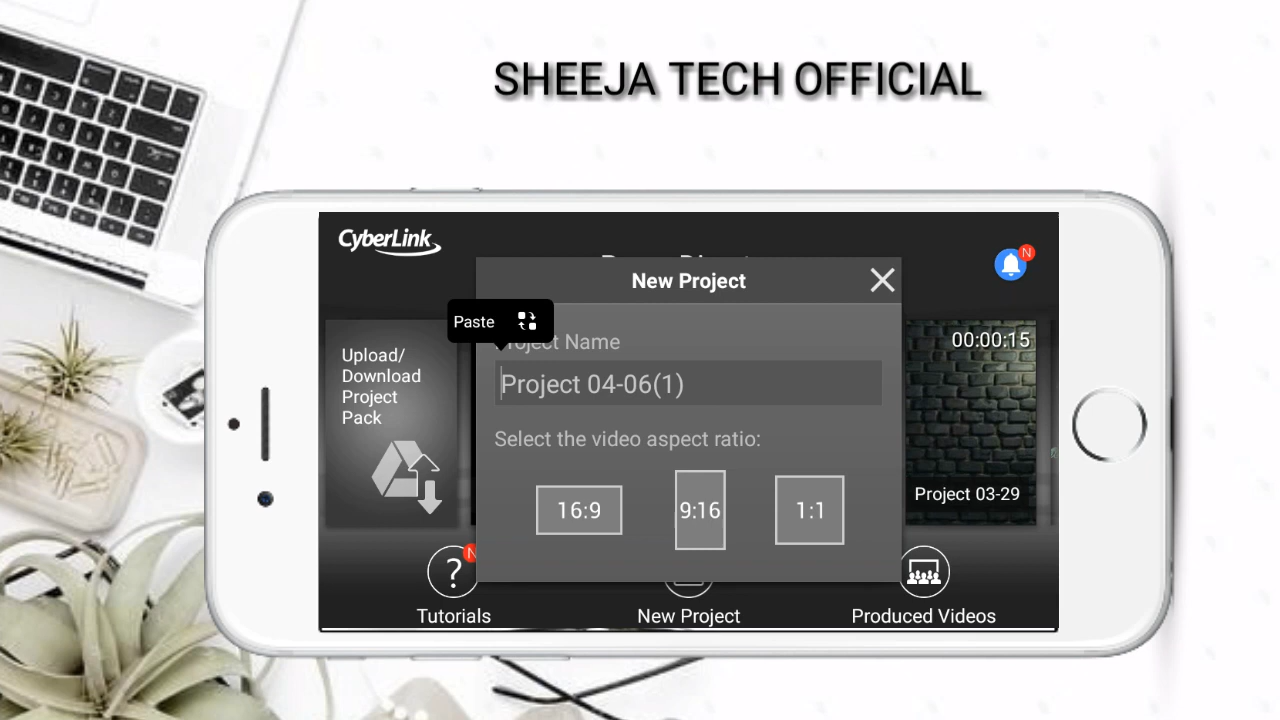 SHEEJA TECH OFFICIAL
CyberLink
N
New Project
Paste
Project Name
Project 04-06(1)
Select the video aspect ratio:
16:9
9:16
1:1
Upload/
Download
Project
Pack
00:00:15
Project 03-29
N
?
Tutorials
New Project
Produced Videos